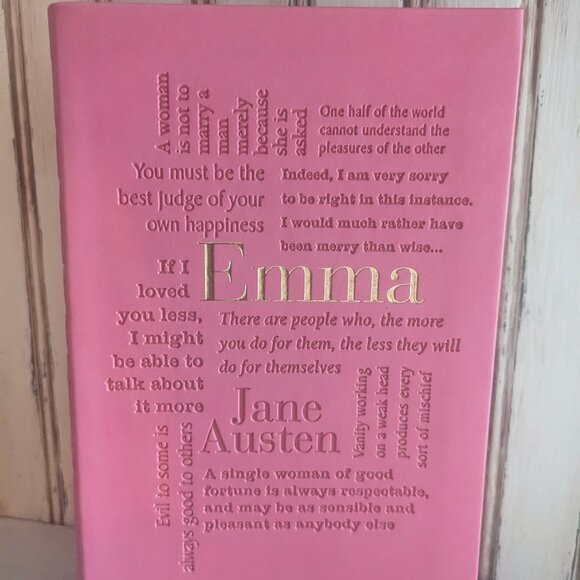 A woman
is not to
marry a
man
merely
because
she is
asked
One half of the world
cannot understand the
pleasures of the other
You must be the
best judge of your
own happiness
Indeed, I am very sorry
to be right in this instance.
I would much rather have
been merry than wise...
Emma
If I
loved
you less,
I might
be able to
talk about
it more
There are people who, the more
you do for them, the less they will
do for themselves
Jane
Austen
Vanity working
on a weak head
produces every
sort of mischief
Evil to some is
always good to others
A single woman of good
fortune is always respectable,
and may be as sensible and
pleasant as anybody else